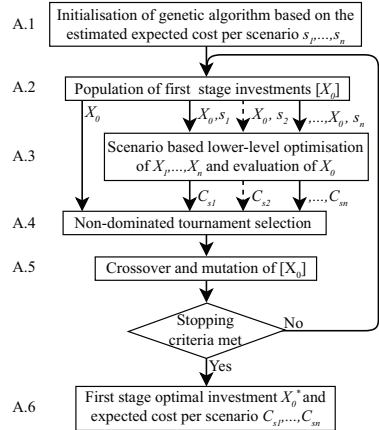 A.1
Initialisation of genetic algorithm based on the
estimated expected cost per scenario s1,...,sn
A.2
Population of first stage investments [X0]
X0
X0, s1
X0, s2
,...,X0, sn
A.3
Scenario based lower-level optimisation
of X1,...,Xn and evaluation of X0
Cs1
Cs2
,...,Csn
A.4
Non-dominated tournament selection
A.5
Crossover and mutation of [X0]
Stopping
criteria met
No
Yes
A.6
First stage optimal investment X0* and
expected cost per scenario Cs1,...,Csn